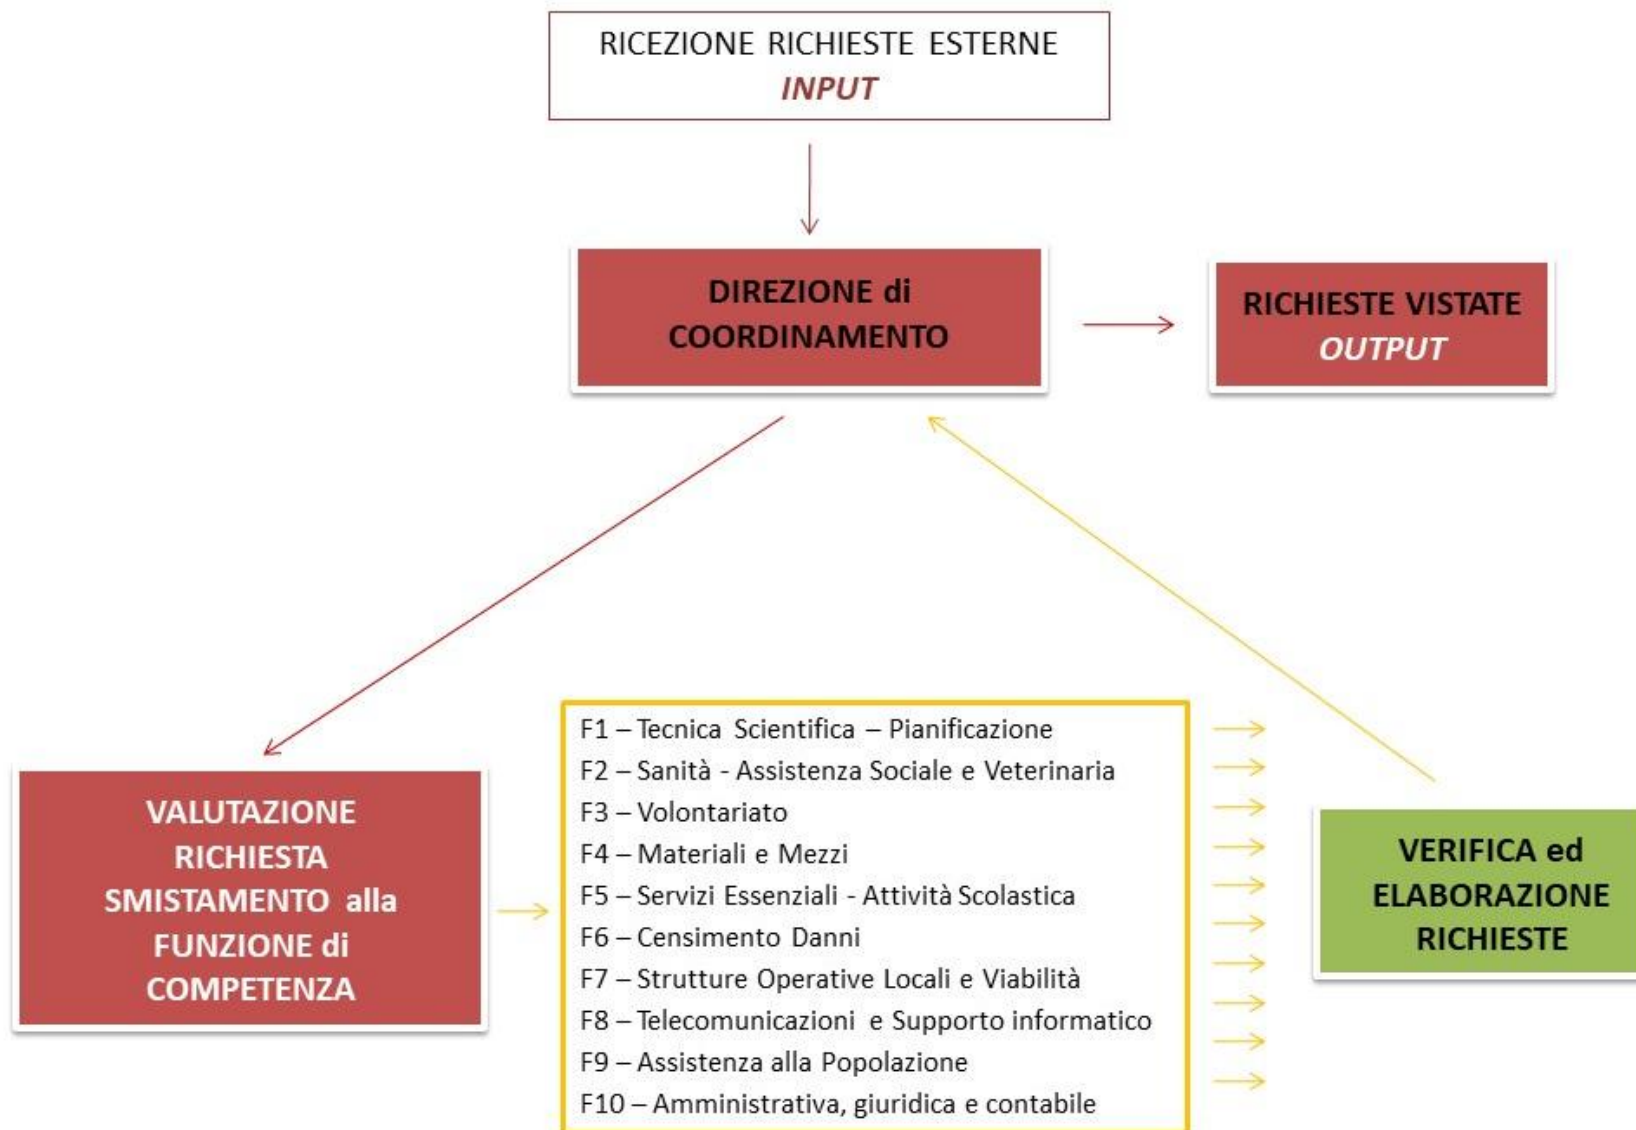 RICEZIONE RICHIESTE ESTERNE
INPUT
DIREZIONE di
COORDINAMENTO
RICHIESTE VISTATE
OUTPUT
VALUTAZIONE
RICHIESTA
SMISTAMENTO alla
FUNZIONE di
COMPETENZA
F1 – Tecnica Scientifica – Pianificazione
F2 – Sanità - Assistenza Sociale e Veterinaria
F3 – Volontariato
F4 – Materiali e Mezzi
F5 – Servizi Essenziali - Attività Scolastica
F6 – Censimento Danni
F7 – Strutture Operative Locali e Viabilità
F8 – Telecomunicazioni e Supporto informatico
F9 – Assistenza alla Popolazione
F10 – Amministrativa, giuridica e contabile
VERIFICA ed
ELABORAZIONE
RICHIESTE